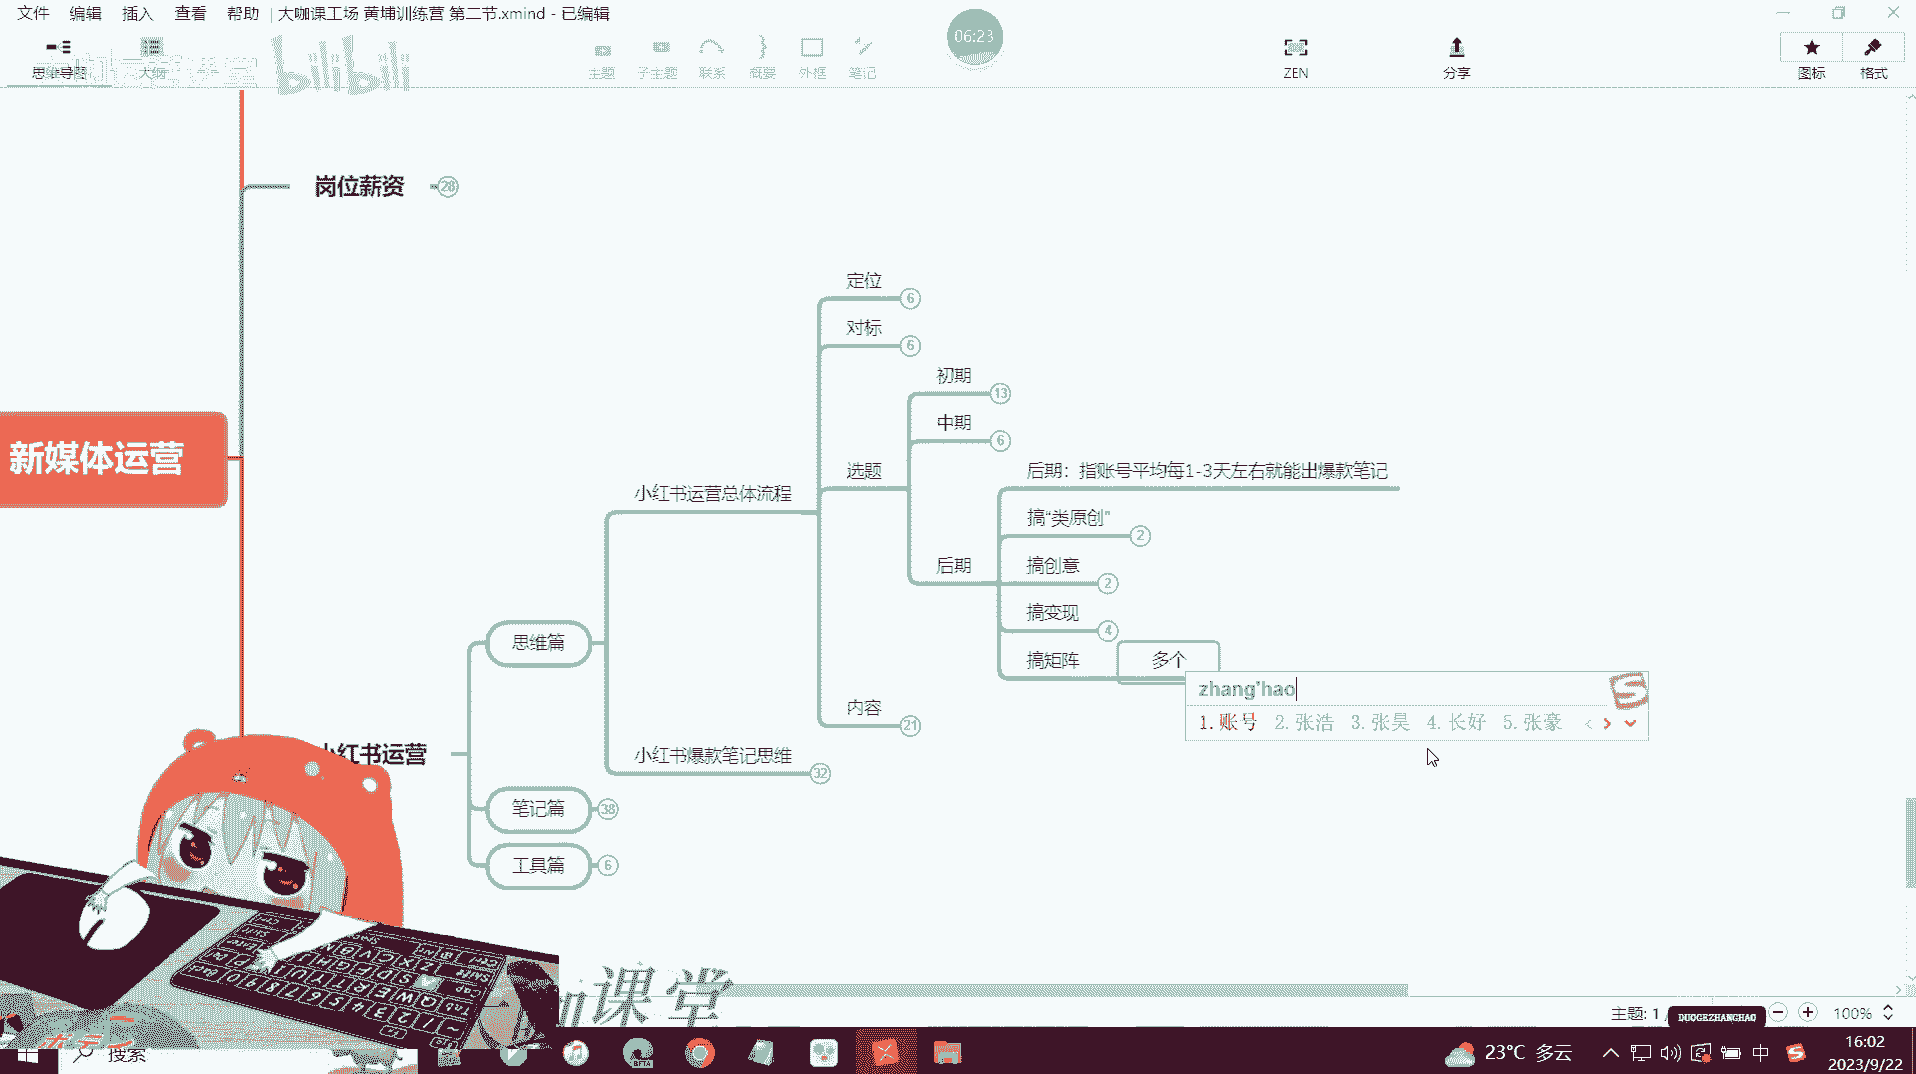 文件 编辑 插入 查看 帮助 大咖课工场 黄埔训练营 第二节.xmind - 已编辑
06:23
bilibili
思维导图 大纲 主题 子主题 联系 概要 外框 笔记 ZEN 分享 图标 格式
岗位薪资 28
定位 6
对标 6
初期 13
中期 6
新媒体运营
选题
后期：指账号平均每1-3天左右就能出爆款笔记
小红书运营总体流程
搞“类原创” 2
后期
搞创意 2
搞变现 4
思维篇
搞矩阵
多个
zhang'hao
1.账号 2.张浩 3.张昊 4.长好 5.张豪
内容 21
小红书运营
小红书爆款笔记思维 32
笔记篇 38
工具篇 6
课堂
主题: 1
DUOGEZHANGHAO
100%
搜索
BETA
23°C 多云
中
16:02
2023/9/22